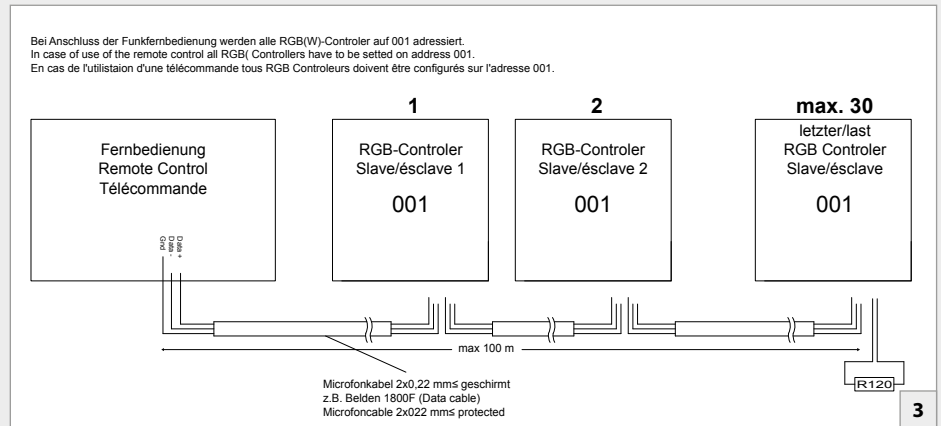 Bei Anschluss der Funkfernbedienung werden alle RGB(W)-Controler auf 001 adressiert.
In case of use of the remote control all RGB( Controllers have to be setted on address 001.
En cas de l'utilistaion d'une télécommande tous RGB Controleurs doivent être configurés sur l'adresse 001.
1
2
max. 30
Fernbedienung
Remote Control
Télécommande
Data +
Data -
Gnd
RGB-Controler
Slave/ésclave 1
001
RGB-Controler
Slave/ésclave 2
001
letzter/last
RGB Controler
Slave/ésclave
001
max 100 m
Microfonkabel 2x0,22 mm≤ geschirmt
z.B. Belden 1800F (Data cable)
Microfoncable 2x022 mm≤ protected
R120
3